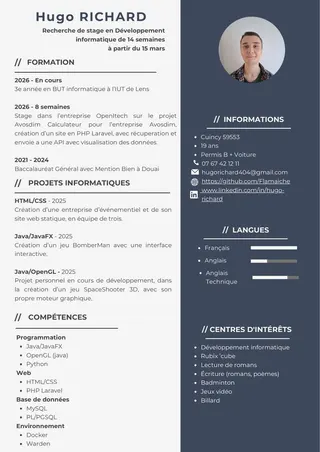 Hugo RICHARD
Recherche de stage en Développement
informatique de 14 semaines
à partir du 15 mars
// FORMATION
2026 - En cours
3e année en BUT informatique à l'IUT de Lens
2026 - 8 semaines
Stage dans l'entreprise OpenItech sur le projet
Avosdim Calculateur pour l'entreprise Avosdim,
création d'un site en PHP Laravel, avec récuperation et
envoie a une API avec visualisation des données.
2021 - 2024
Baccalauréat Général avec Mention Bien à Douai
// PROJETS INFORMATIQUES
HTML/CSS - 2025
Création d'une entreprise d'événementiel et de son
site web statique, en équipe de trois.
Java/JavaFX - 2025
Création d'un jeu BomberMan avec une interface
interactive,
Java/OpenGL - 2025
Projet personnel en cours de développement, dans
la création d'un jeu SpaceShooter 3D, avec son
propre moteur graphique.
// COMPÉTENCES
Programmation
Java/JavaFX
OpenGL (java)
Python
Web
HTML/CSS
PHP Laravel
Base de données
MySQL
PL/PGSQL
Environnement
Docker
Warden
// INFORMATIONS
Cuincy 59553
19 ans
Permis B + Voiture
07 67 42 12 11
hugorichard404@gmail.com
https://github.com/Flamaiche
www.linkedin.com/in/hugo-
richard
// LANGUES
Français
Anglais
Anglais
Technique
// CENTRES D'INTÉRÊTS
Développement informatique
Rubix 'cube
Lecture de romans
Écriture (romans, poèmes)
Badminton
Jeux vidéo
Billard